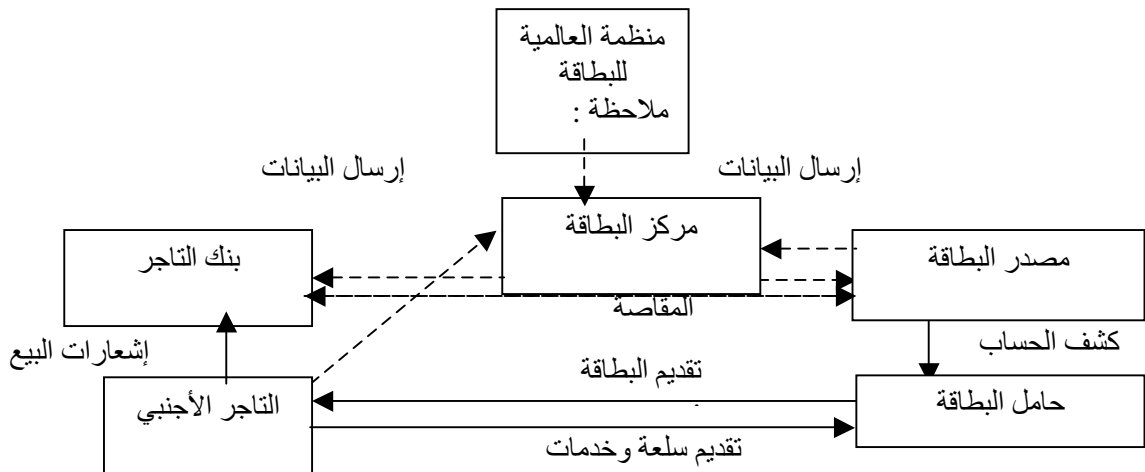 منظمة العالمية
للبطاقة
ملاحظة :
إرسال البيانات
إرسال البيانات
مركز البطاقة
مصدر البطاقة
بنك التاجر
المقاصة
كشف الحساب
إشعارات البيع
تقديم البطاقة
حامل البطاقة
التاجر الأجنبي
تقديم سلعة وخدمات